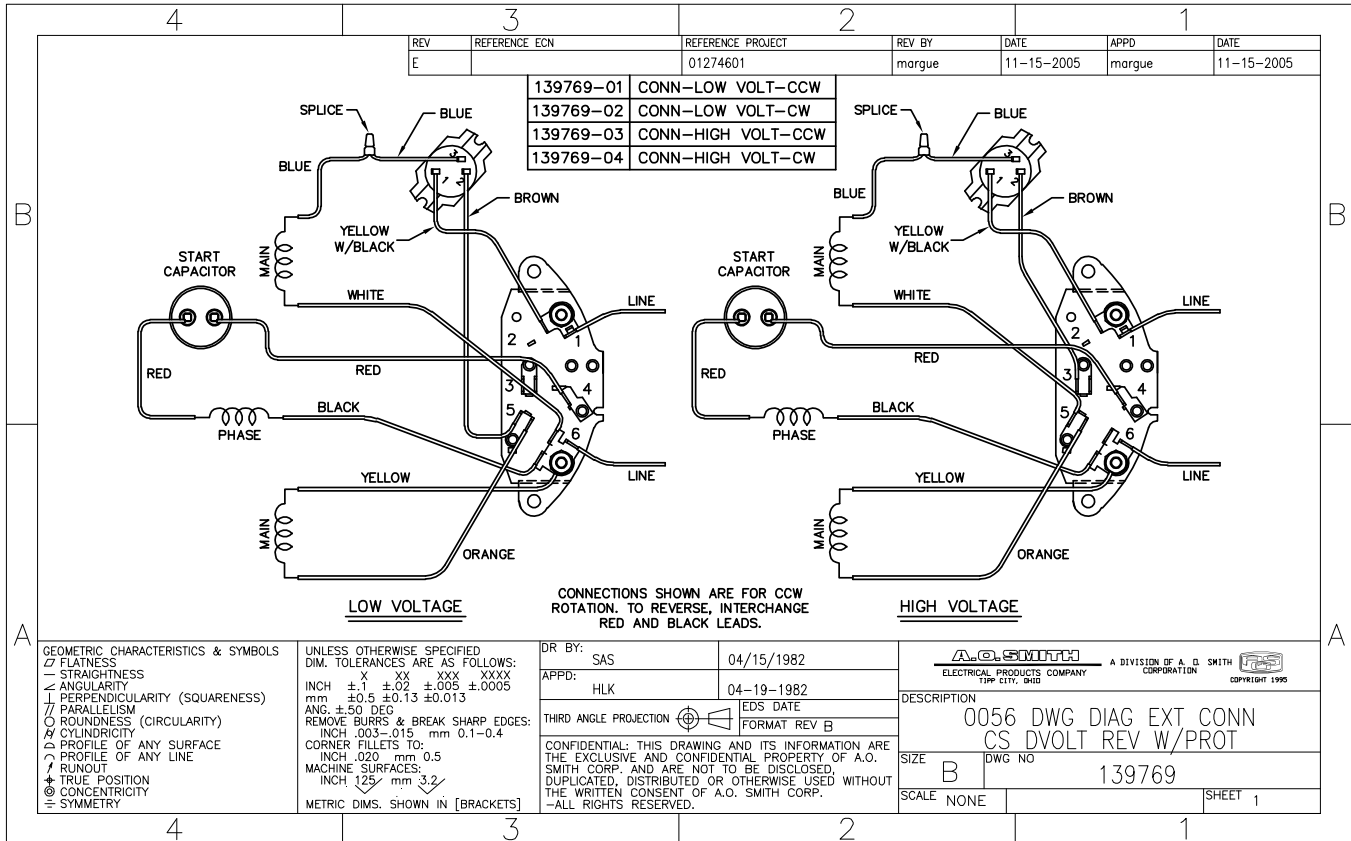 4 3 2 1
REV REFERENCE ECN REFERENCE PROJECT REV BY DATE APPD DATE
E 01274601 margue 11-15-2005 margue 11-15-2005
139769-01 CONN-LOW VOLT-CCW
139769-02 CONN-LOW VOLT-CW
139769-03 CONN-HIGH VOLT-CCW
139769-04 CONN-HIGH VOLT-CW
B
SPLICE
BLUE
BLUE
3
1 2
BROWN
YELLOW
W/BLACK
MAIN
START
CAPACITOR
WHITE
LINE
1
2
RED
RED
3
4
BLACK
5
6
PHASE
LINE
YELLOW
MAIN
ORANGE
LOW VOLTAGE
SPLICE
BLUE
BLUE
3
1 2
BROWN
YELLOW
W/BLACK
MAIN
START
CAPACITOR
WHITE
LINE
1
2
RED
RED
3
4
BLACK
5
6
PHASE
LINE
YELLOW
MAIN
ORANGE
HIGH VOLTAGE
B
CONNECTIONS SHOWN ARE FOR CCW
ROTATION. TO REVERSE, INTERCHANGE
RED AND BLACK LEADS.
A
A
GEOMETRIC CHARACTERISTICS & SYMBOLS
FLATNESS
STRAIGHTNESS
ANGULARITY
PERPENDICULARITY (SQUARENESS)
PARALLELISM
ROUNDNESS (CIRCULARITY)
CYLINDRICITY
PROFILE OF ANY SURFACE
PROFILE OF ANY LINE
RUNOUT
TRUE POSITION
CONCENTRICITY
SYMMETRY
UNLESS OTHERWISE SPECIFIED
DIM. TOLERANCES ARE AS FOLLOWS:
X XX XXX XXXX
INCH ±.1 ±.02 ±.005 ±.0005
mm ±0.5 ±0.13 ±0.013
ANG. ±.50 DEG
REMOVE BURRS & BREAK SHARP EDGES:
INCH .003-.015 mm 0.1-0.4
CORNER FILLETS TO:
INCH .020 mm 0.5
MACHINE SURFACES:
INCH 125 mm 3.2
METRIC DIMS. SHOWN IN [BRACKETS]
DR BY:
SAS 04/15/1982
APPD:
HLK 04-19-1982
THIRD ANGLE PROJECTION
EDS DATE
FORMAT REV B
CONFIDENTIAL: THIS DRAWING AND ITS INFORMATION ARE
THE EXCLUSIVE AND CONFIDENTIAL PROPERTY OF A.O.
SMITH CORP. AND ARE NOT TO BE DISCLOSED,
DUPLICATED, DISTRIBUTED OR OTHERWISE USED WITHOUT
THE WRITTEN CONSENT OF A.O. SMITH CORP.
-ALL RIGHTS RESERVED.
A.O. SMITH
ELECTRICAL PRODUCTS COMPANY
TIPP CITY, OHIO
A DIVISION OF A. O. SMITH
CORPORATION
COPYRIGHT 1995
DESCRIPTION
0056 DWG DIAG EXT CONN
CS DVOLT REV W/PROT
SIZE B
DWG NO 139769
SCALE NONE
SHEET 1
4 3 2 1